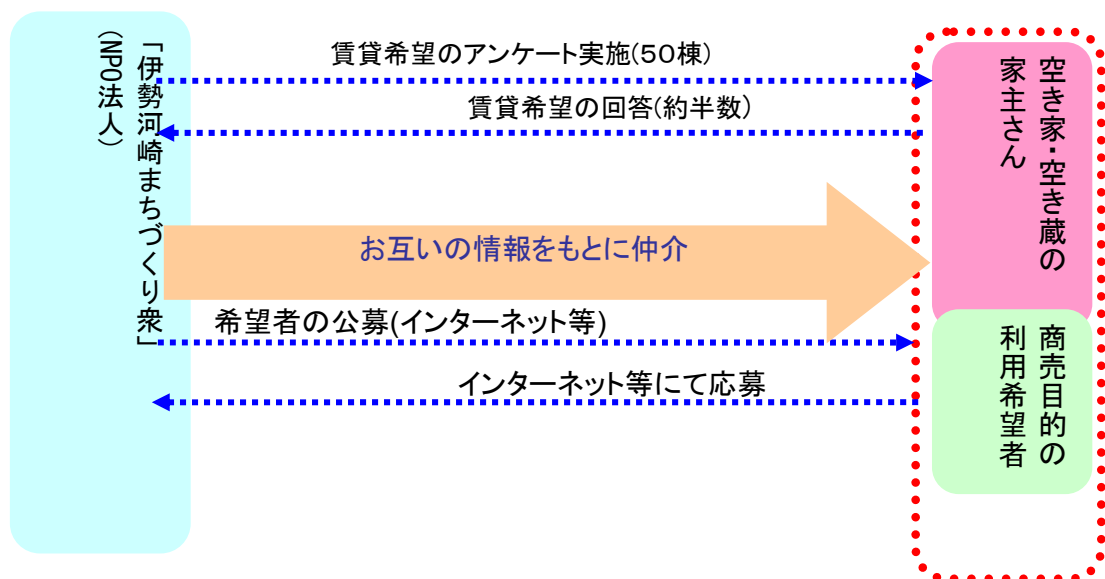 「伊勢河崎まちづくり衆」
(NPO法人)
賃貸希望のアンケート実施(50棟)
賃貸希望の回答(約半数)
お互いの情報をもとに仲介
希望者の公募(インターネット等)
インターネット等にて応募
空き家・空き蔵の
家主さん
商売目的の
利用希望者